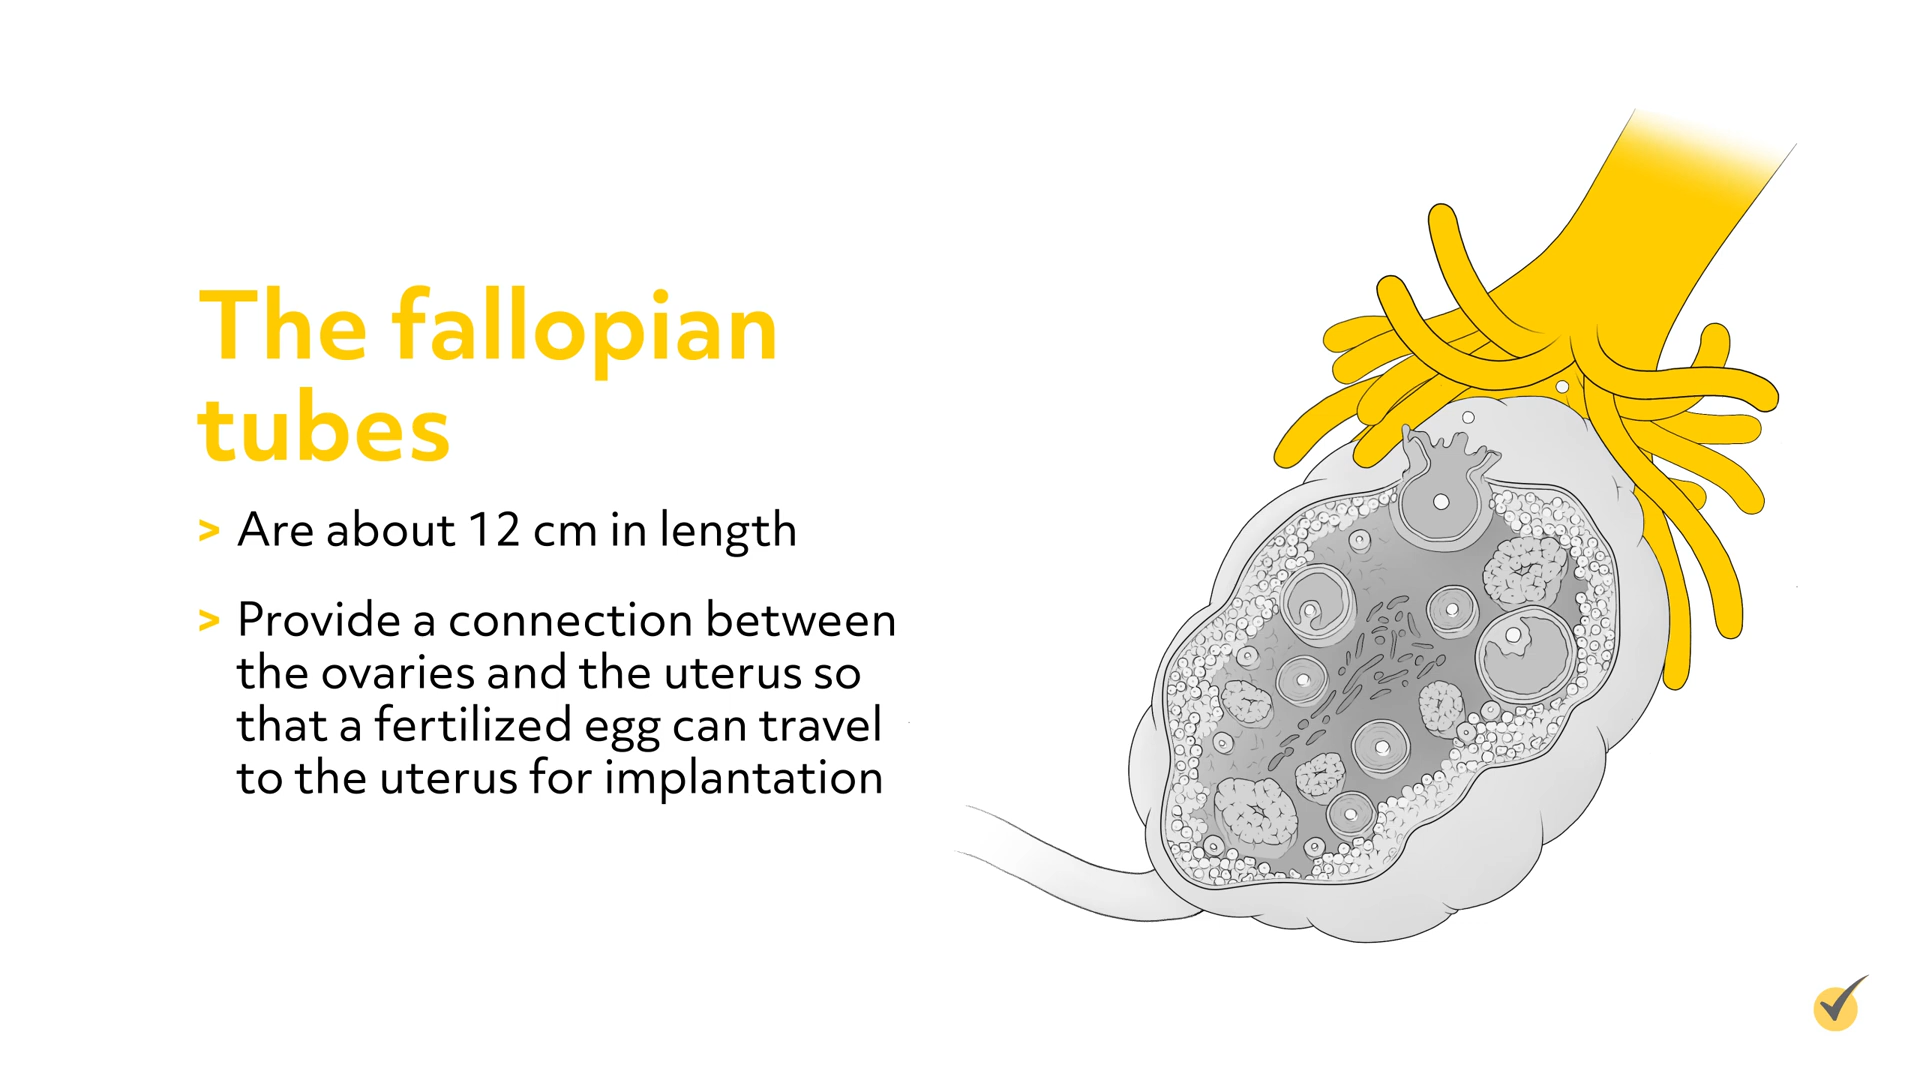 The fallopian
tubes
> Are about 12 cm in length
> Provide a connection between
the ovaries and the uterus so
that a fertilized egg can travel
to the uterus for implantation